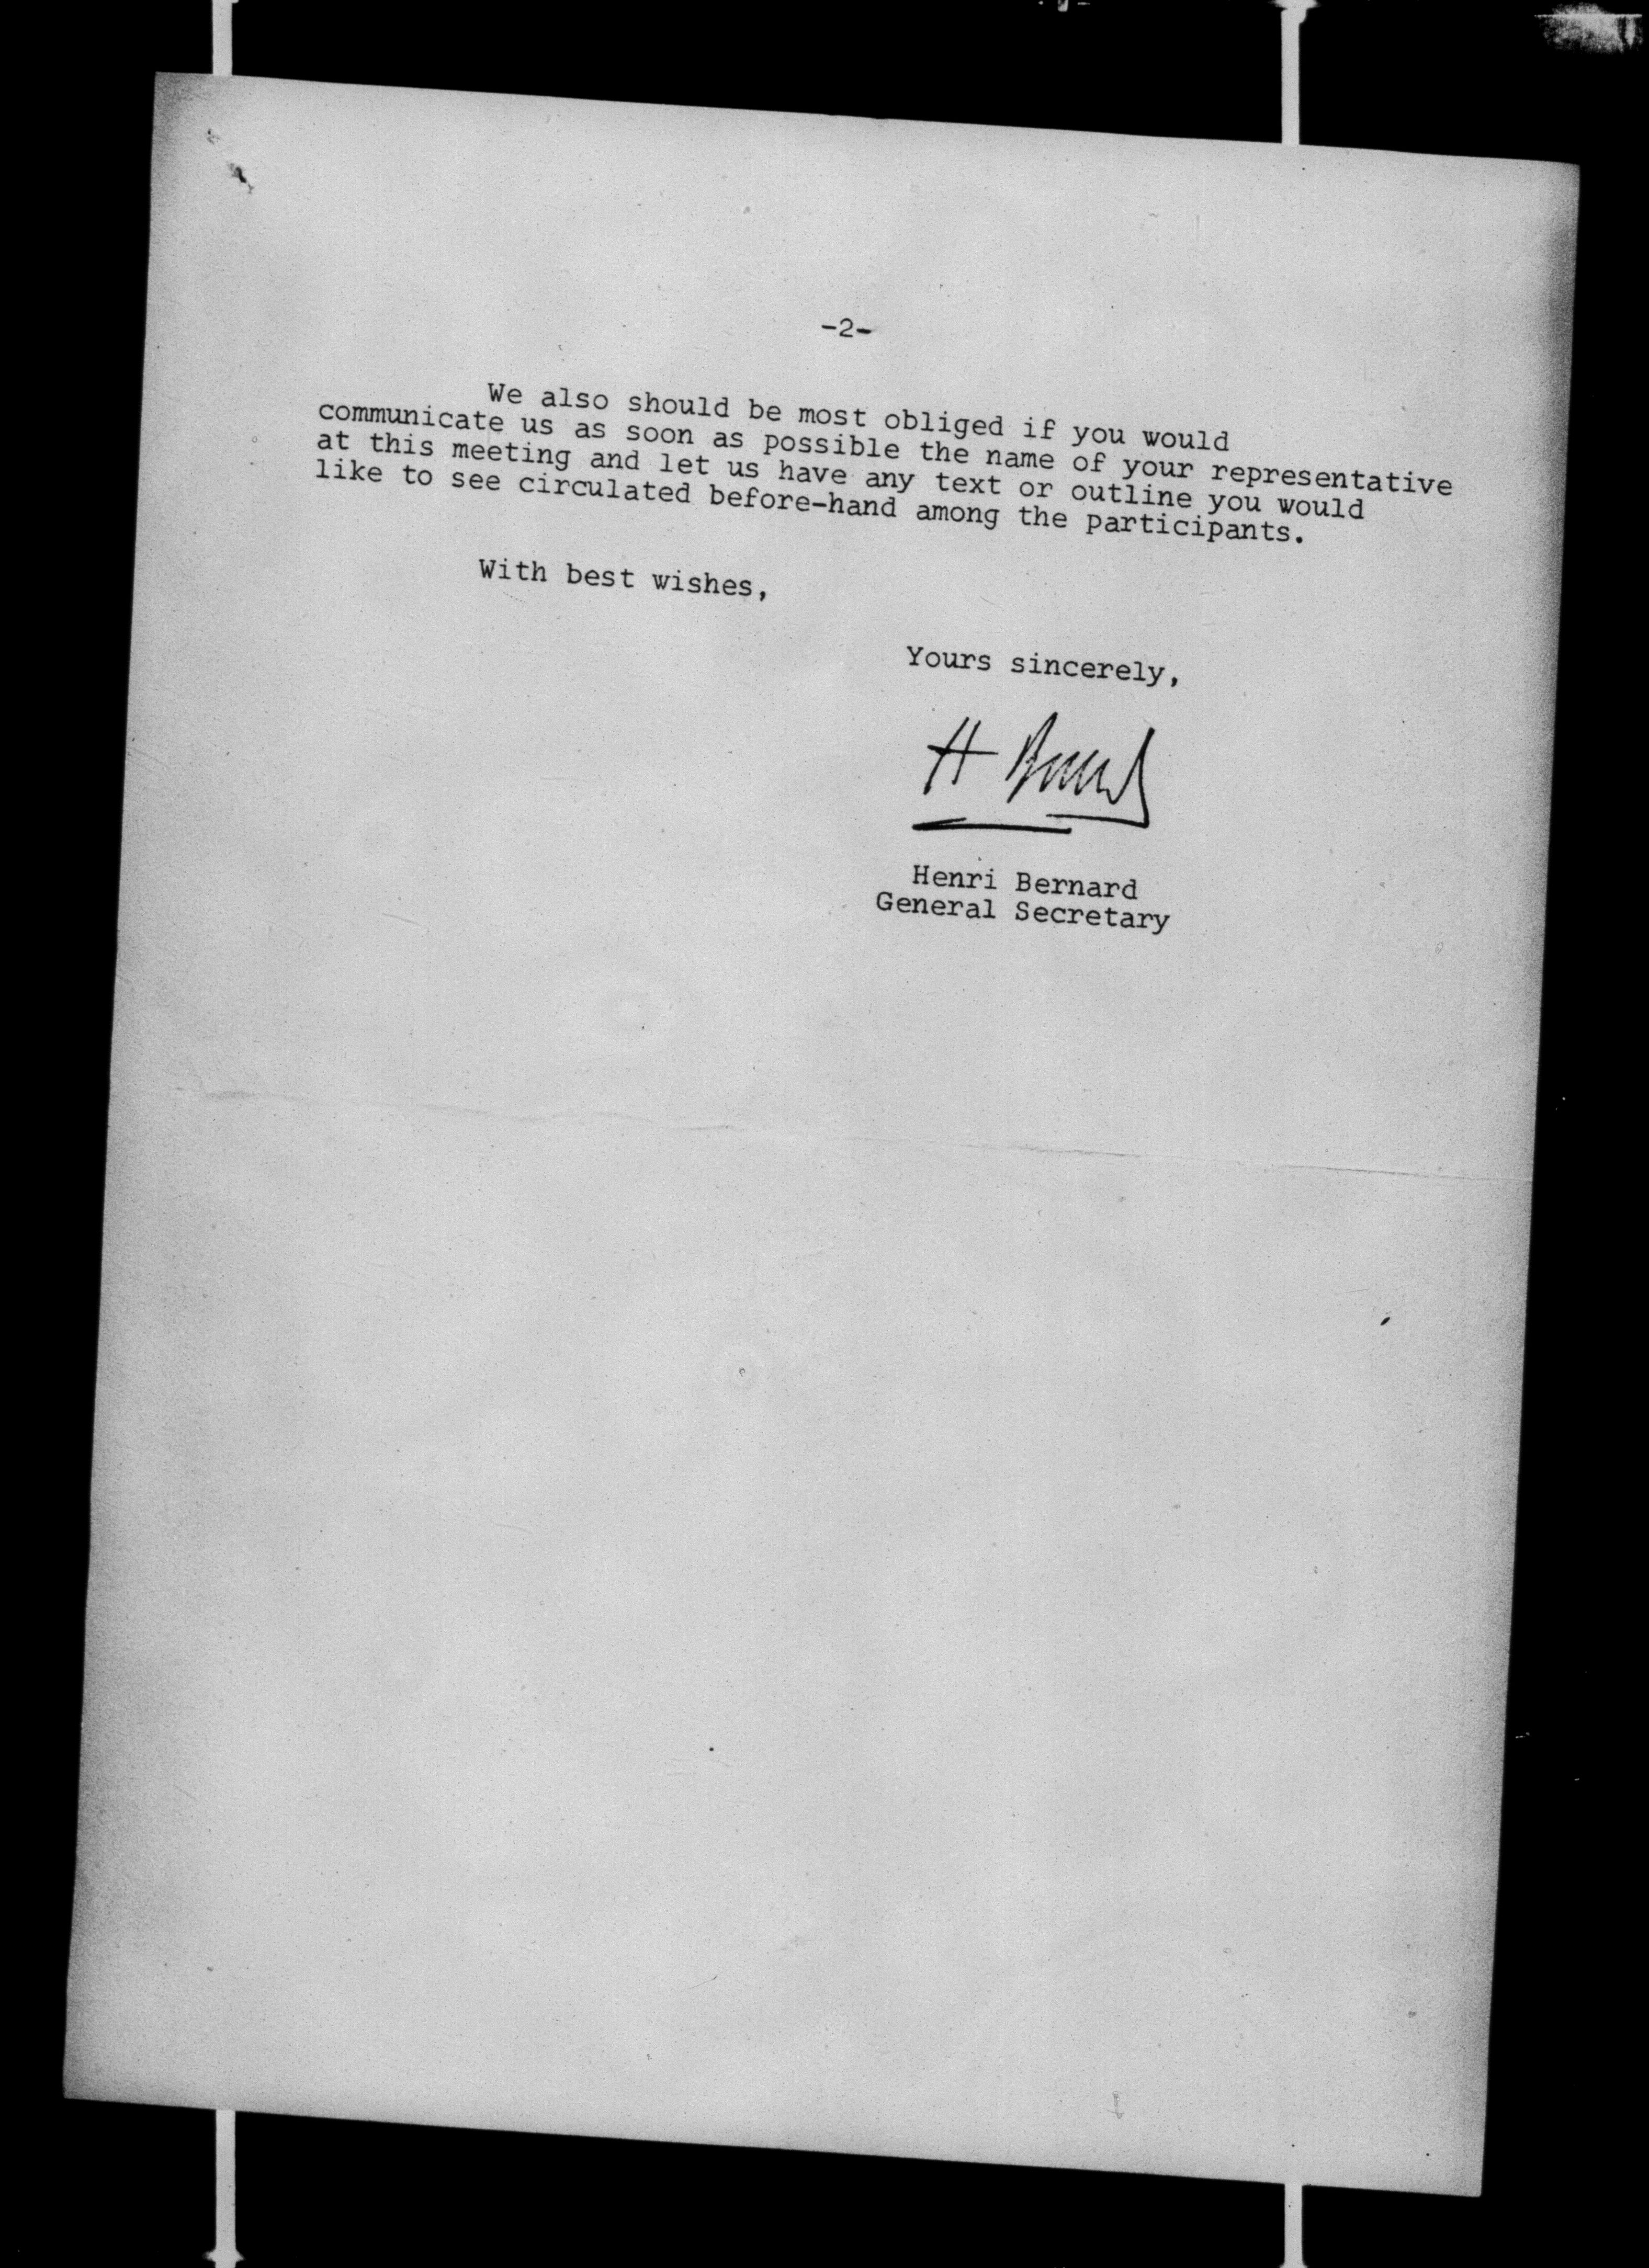 -2-
We also should be most obliged if you would
communicate us as soon as possible the name of your representative
at this meeting and let us have any text or outline you would
like to see circulated before-hand among the participants.
With best wishes,
Yours sincerely,
H Bernard
Henri Bernard
General Secretary